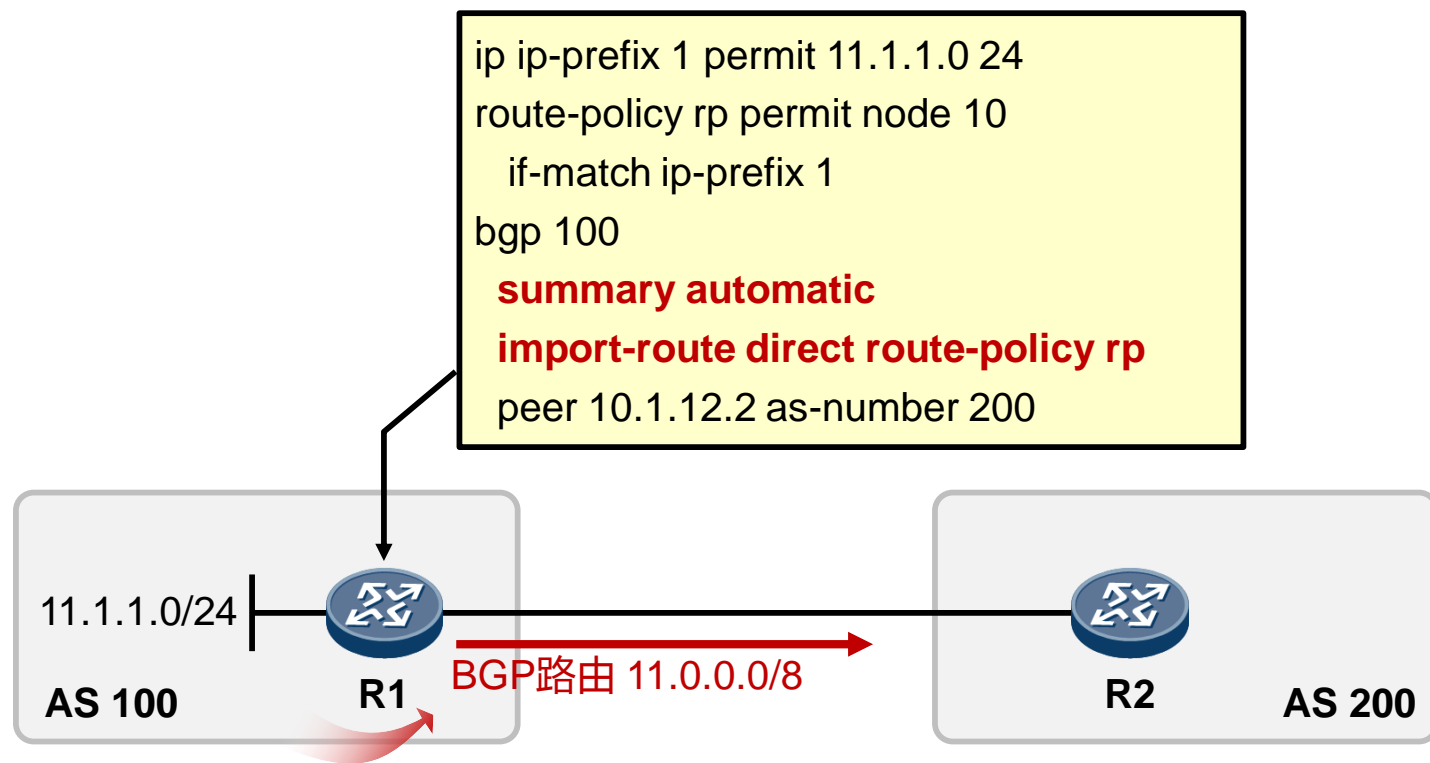 ip ip-prefix 1 permit 11.1.1.0 24
route-policy rp permit node 10
if-match ip-prefix 1
bgp 100
summary automatic
import-route direct route-policy rp
peer 10.1.12.2 as-number 200
11.1.1.0/24
BGP路由 11.0.0.0/8
AS 100
R1
R2
AS 200